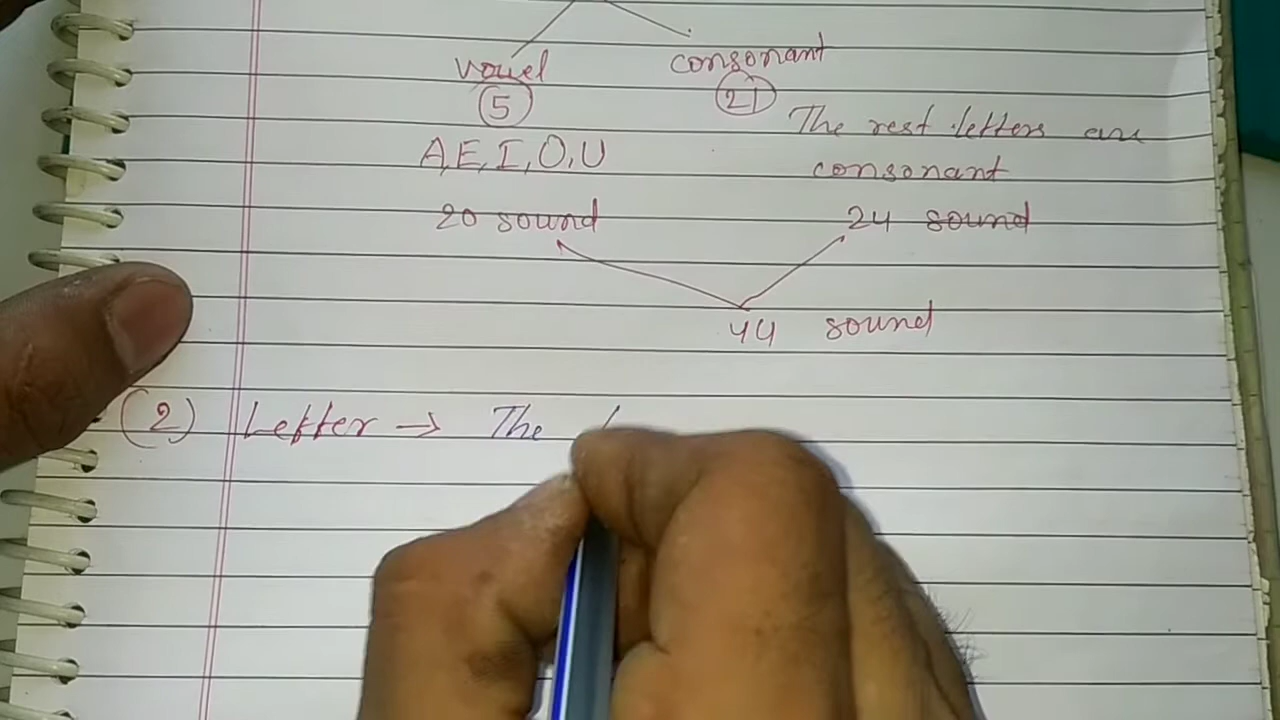 vowel consonant
5 21
The rest letters are
A, E, I, O, U
consonant
20 sound 24 sound
44 sound
(2) Letter → The